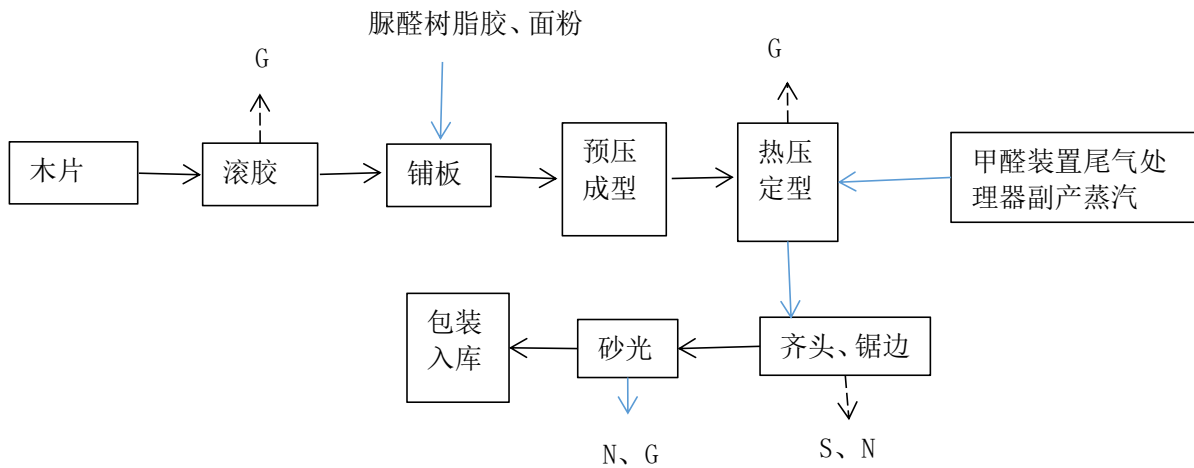 脲醛树脂胶、面粉
G
G
木片
滚胶
铺板
预压
成型
热压
定型
甲醛装置尾气处
理器副产蒸汽
包装
入库
砂光
齐头、锯边
N、G
S、N